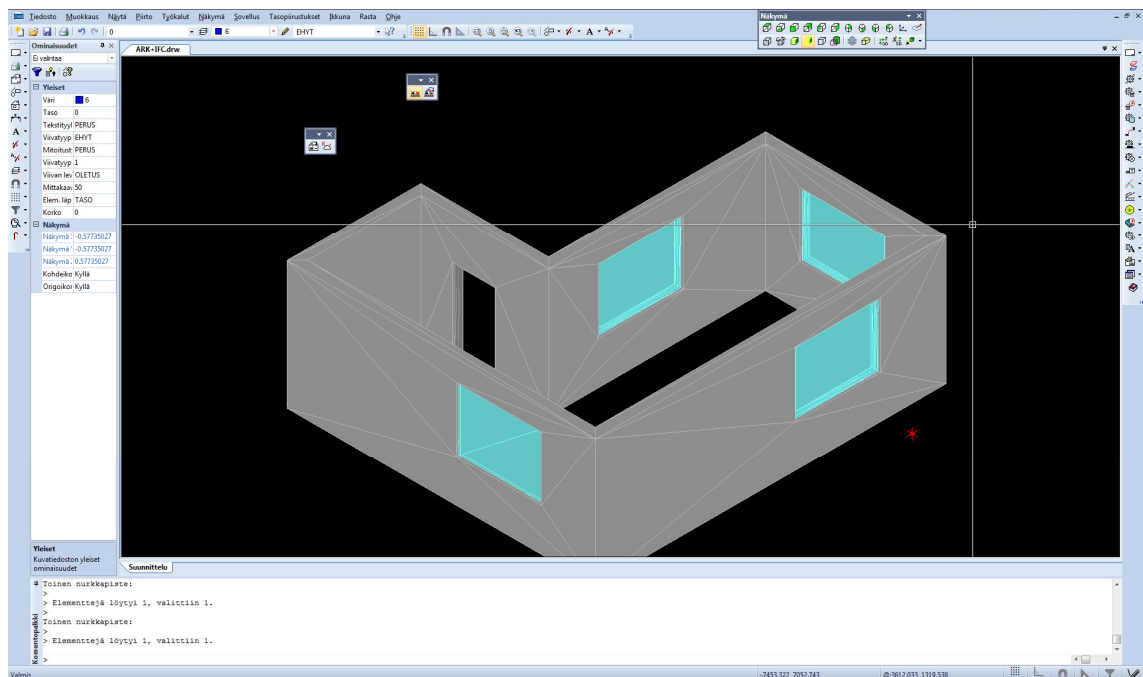 Tiedosto Muokkaus Näytä Piirto Työkalut Näkymä Sovellus Tasopiirustukset Ikkuna Rasta Ohje
Näkymä
0
6
EHYT
Ominaisuudet
ARK+IFC.drw
Ei valintaa
Yleiset
Väri 6
Taso 0
Tekstityyl PERUS
Viivatyyp EHYT
Mitoitust PERUS
Viivatyyp 1
Viivan lev OLETUS
Mittakaav 50
Elem. läp TASO
Korko 0
Näkymä
Näkymä -0.57735027
Näkymä -0.57735027
Näkymä 0.57735027
Kohdeiko Kyllä
Origoikor Kyllä
Yleiset
Kuvatiedoston yleiset
ominaisuudet
Suunnittelu
Komentopalkki
Toinen nurkkapiste:
>
> Elementtejä löytyi 1, valittiin 1.
>
Toinen nurkkapiste:
>
> Elementtejä löytyi 1, valittiin 1.
>
Valmis
-7453.322, 7052.743
@:3612.033, 1319.538